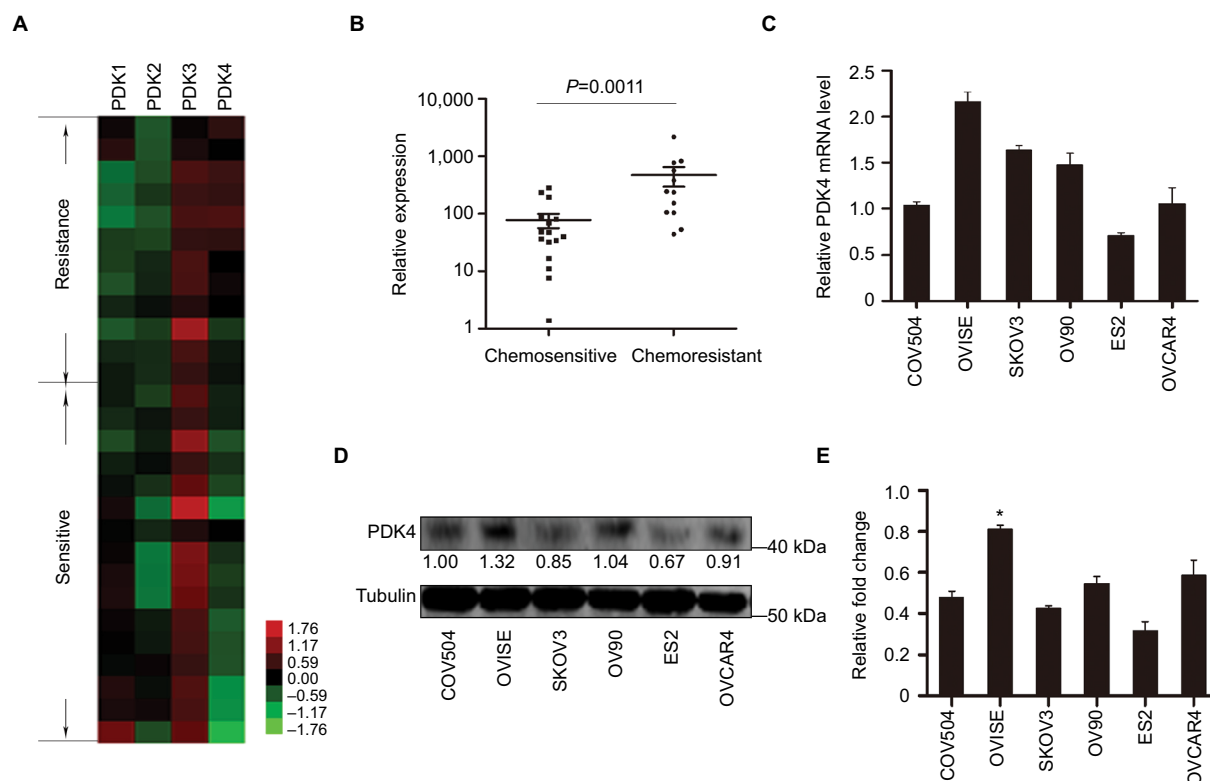 A
PDK1
PDK2
PDK3
PDK4
Resistance
Sensitive
1.76
1.17
0.59
0.00
–0.59
–1.17
–1.76
B
P=0.0011
Relative expression
10,000
1,000
100
10
1
Chemosensitive
Chemoresistant
C
Relative PDK4 mRNA level
2.5
2.0
1.5
1.0
0.5
0
COV504
OVISE
SKOV3
OV90
ES2
OVCAR4
D
PDK4
40 kDa
1.00 1.32 0.85 1.04 0.67 0.91
Tubulin
50 kDa
COV504
OVISE
SKOV3
OV90
ES2
OVCAR4
E
Relative fold change
1.0
0.8
0.6
0.4
0.2
0
*
COV504
OVISE
SKOV3
OV90
ES2
OVCAR4